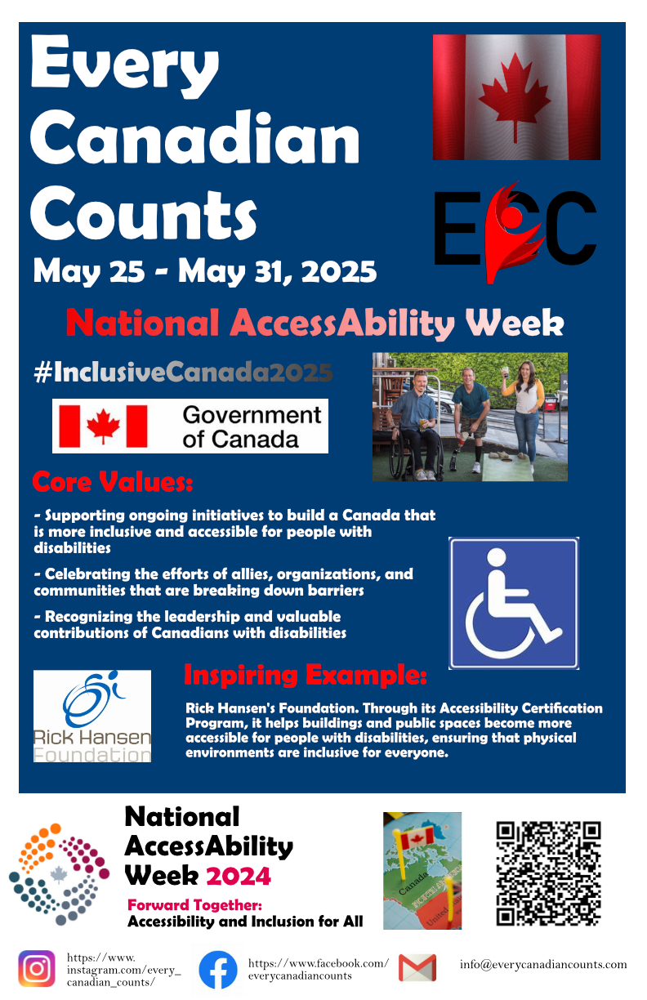 Every
Canadian
Counts
May 25 - May 31, 2025
ECC
National AccessAbility Week
#InclusiveCanada2025
Government
of Canada
Core Values:
- Supporting ongoing initiatives to build a Canada that
is more inclusive and accessible for people with
disabilities
- Celebrating the efforts of allies, organizations, and
communities that are breaking down barriers
- Recognizing the leadership and valuable
contributions of Canadians with disabilities
Inspiring Example:
Rick Hansen
Foundation
Rick Hansen's Foundation. Through its Accessibility Certification
Program, it helps buildings and public spaces become more
accessible for people with disabilities, ensuring that physical
environments are inclusive for everyone.
National
AccessAbility
Week 2024
Forward Together:
Accessibility and Inclusion for All
Canada
United
https://www.
instagram.com/every_
canadian_counts/
https://www.facebook.com/
everycanadiancounts
info@everycanadiancounts.com